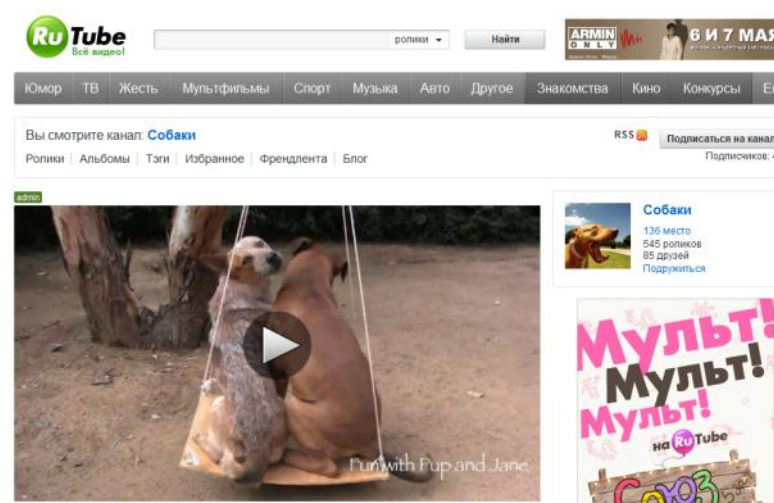 RuTube
Всё видео!
ролики
Найти
ARMIN
ONLY
6 И 7 МАЯ
Юмор ТВ Жесть Мультфильмы Спорт Музыка Авто Другое Знакомства Кино Конкурсы
Вы смотрите канал: Собаки
RSS
Подписаться на канал
Ролики Альбомы Тэги Избранное Френдлента Блог
Подписчиков: 4
admin
Собаки
136 место
545 роликов
85 друзей
Подружиться
Fun with Pup and Jane
Мульт!
Мульт!
Мульт!
на RuTube
Союз